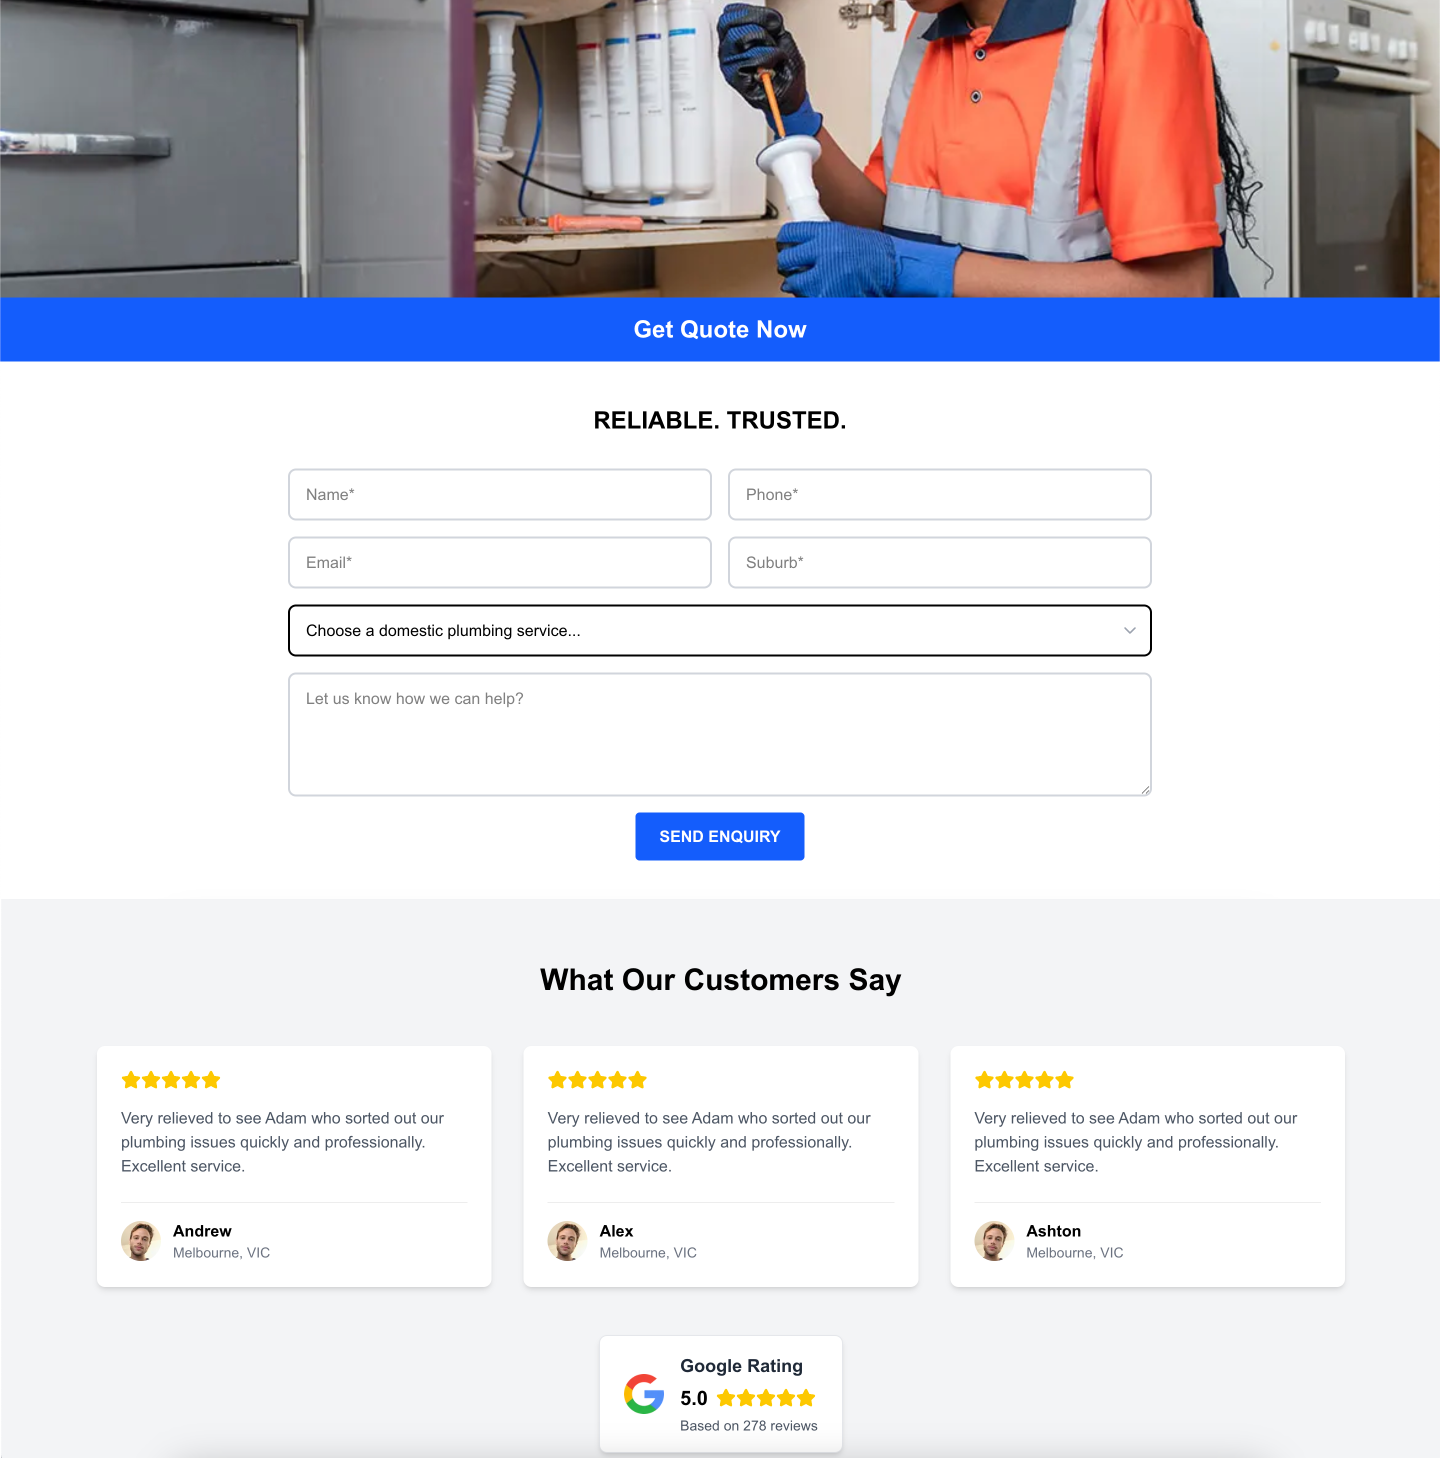 Get Quote Now
RELIABLE. TRUSTED.
Name*
Phone*
Email*
Suburb*
Choose a domestic plumbing service...
Let us know how we can help?
SEND ENQUIRY
What Our Customers Say
Very relieved to see Adam who sorted out our
plumbing issues quickly and professionally.
Excellent service.
Andrew
Melbourne, VIC
Very relieved to see Adam who sorted out our
plumbing issues quickly and professionally.
Excellent service.
Alex
Melbourne, VIC
Very relieved to see Adam who sorted out our
plumbing issues quickly and professionally.
Excellent service.
Ashton
Melbourne, VIC
Google Rating
5.0
Based on 278 reviews